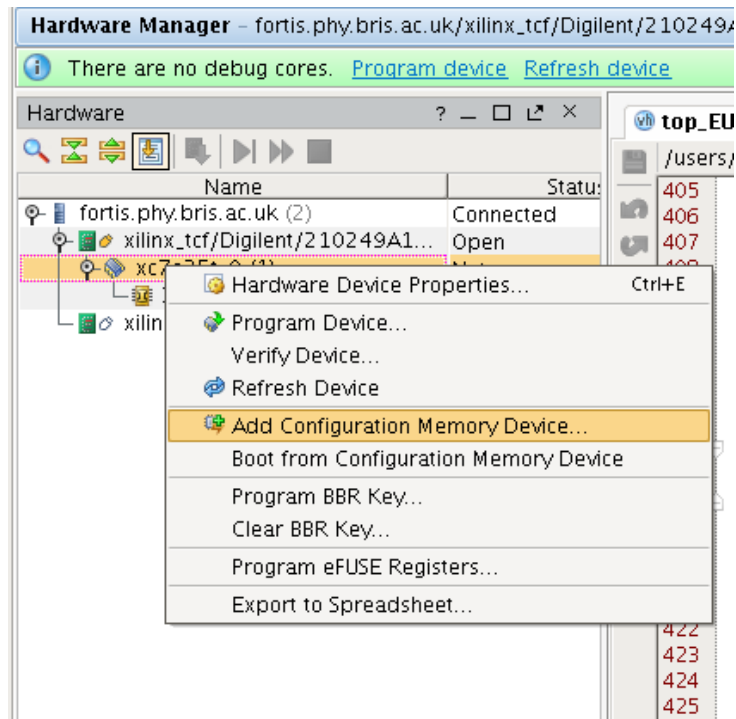 Hardware Manager – fortis.phy.bris.ac.uk/xilinx_tcf/Digilent/210249A
There are no debug cores. Program device Refresh device
Hardware
top_EU
/users/
Name Status
405
fortis.phy.bris.ac.uk (2) Connected
406
xilinx_tcf/Digilent/210249A1... Open
407
Hardware Device Properties... Ctrl+E
xilin
Program Device...
Verify Device...
Refresh Device
Add Configuration Memory Device...
Boot from Configuration Memory Device
Program BBR Key...
Clear BBR Key...
Program eFUSE Registers...
Export to Spreadsheet...
422
423
424
425